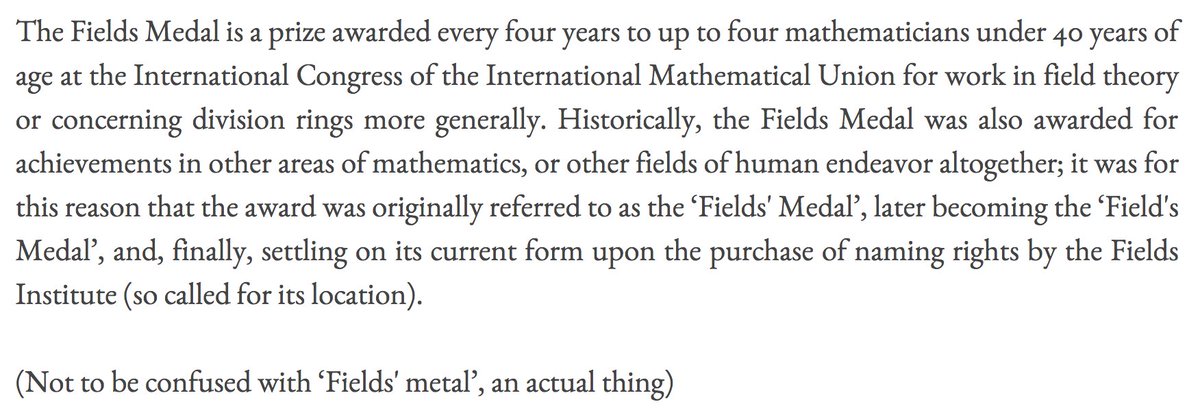 The Fields Medal is a prize awarded every four years to up to four mathematicians under 40 years of
age at the International Congress of the International Mathematical Union for work in field theory
or concerning division rings more generally. Historically, the Fields Medal was also awarded for
achievements in other areas of mathematics, or other fields of human endeavor altogether; it was for
this reason that the award was originally referred to as the ‘Fields' Medal’, later becoming the ‘Field's
Medal’, and, finally, settling on its current form upon the purchase of naming rights by the Fields
Institute (so called for its location).
(Not to be confused with ‘Fields' metal’, an actual thing)